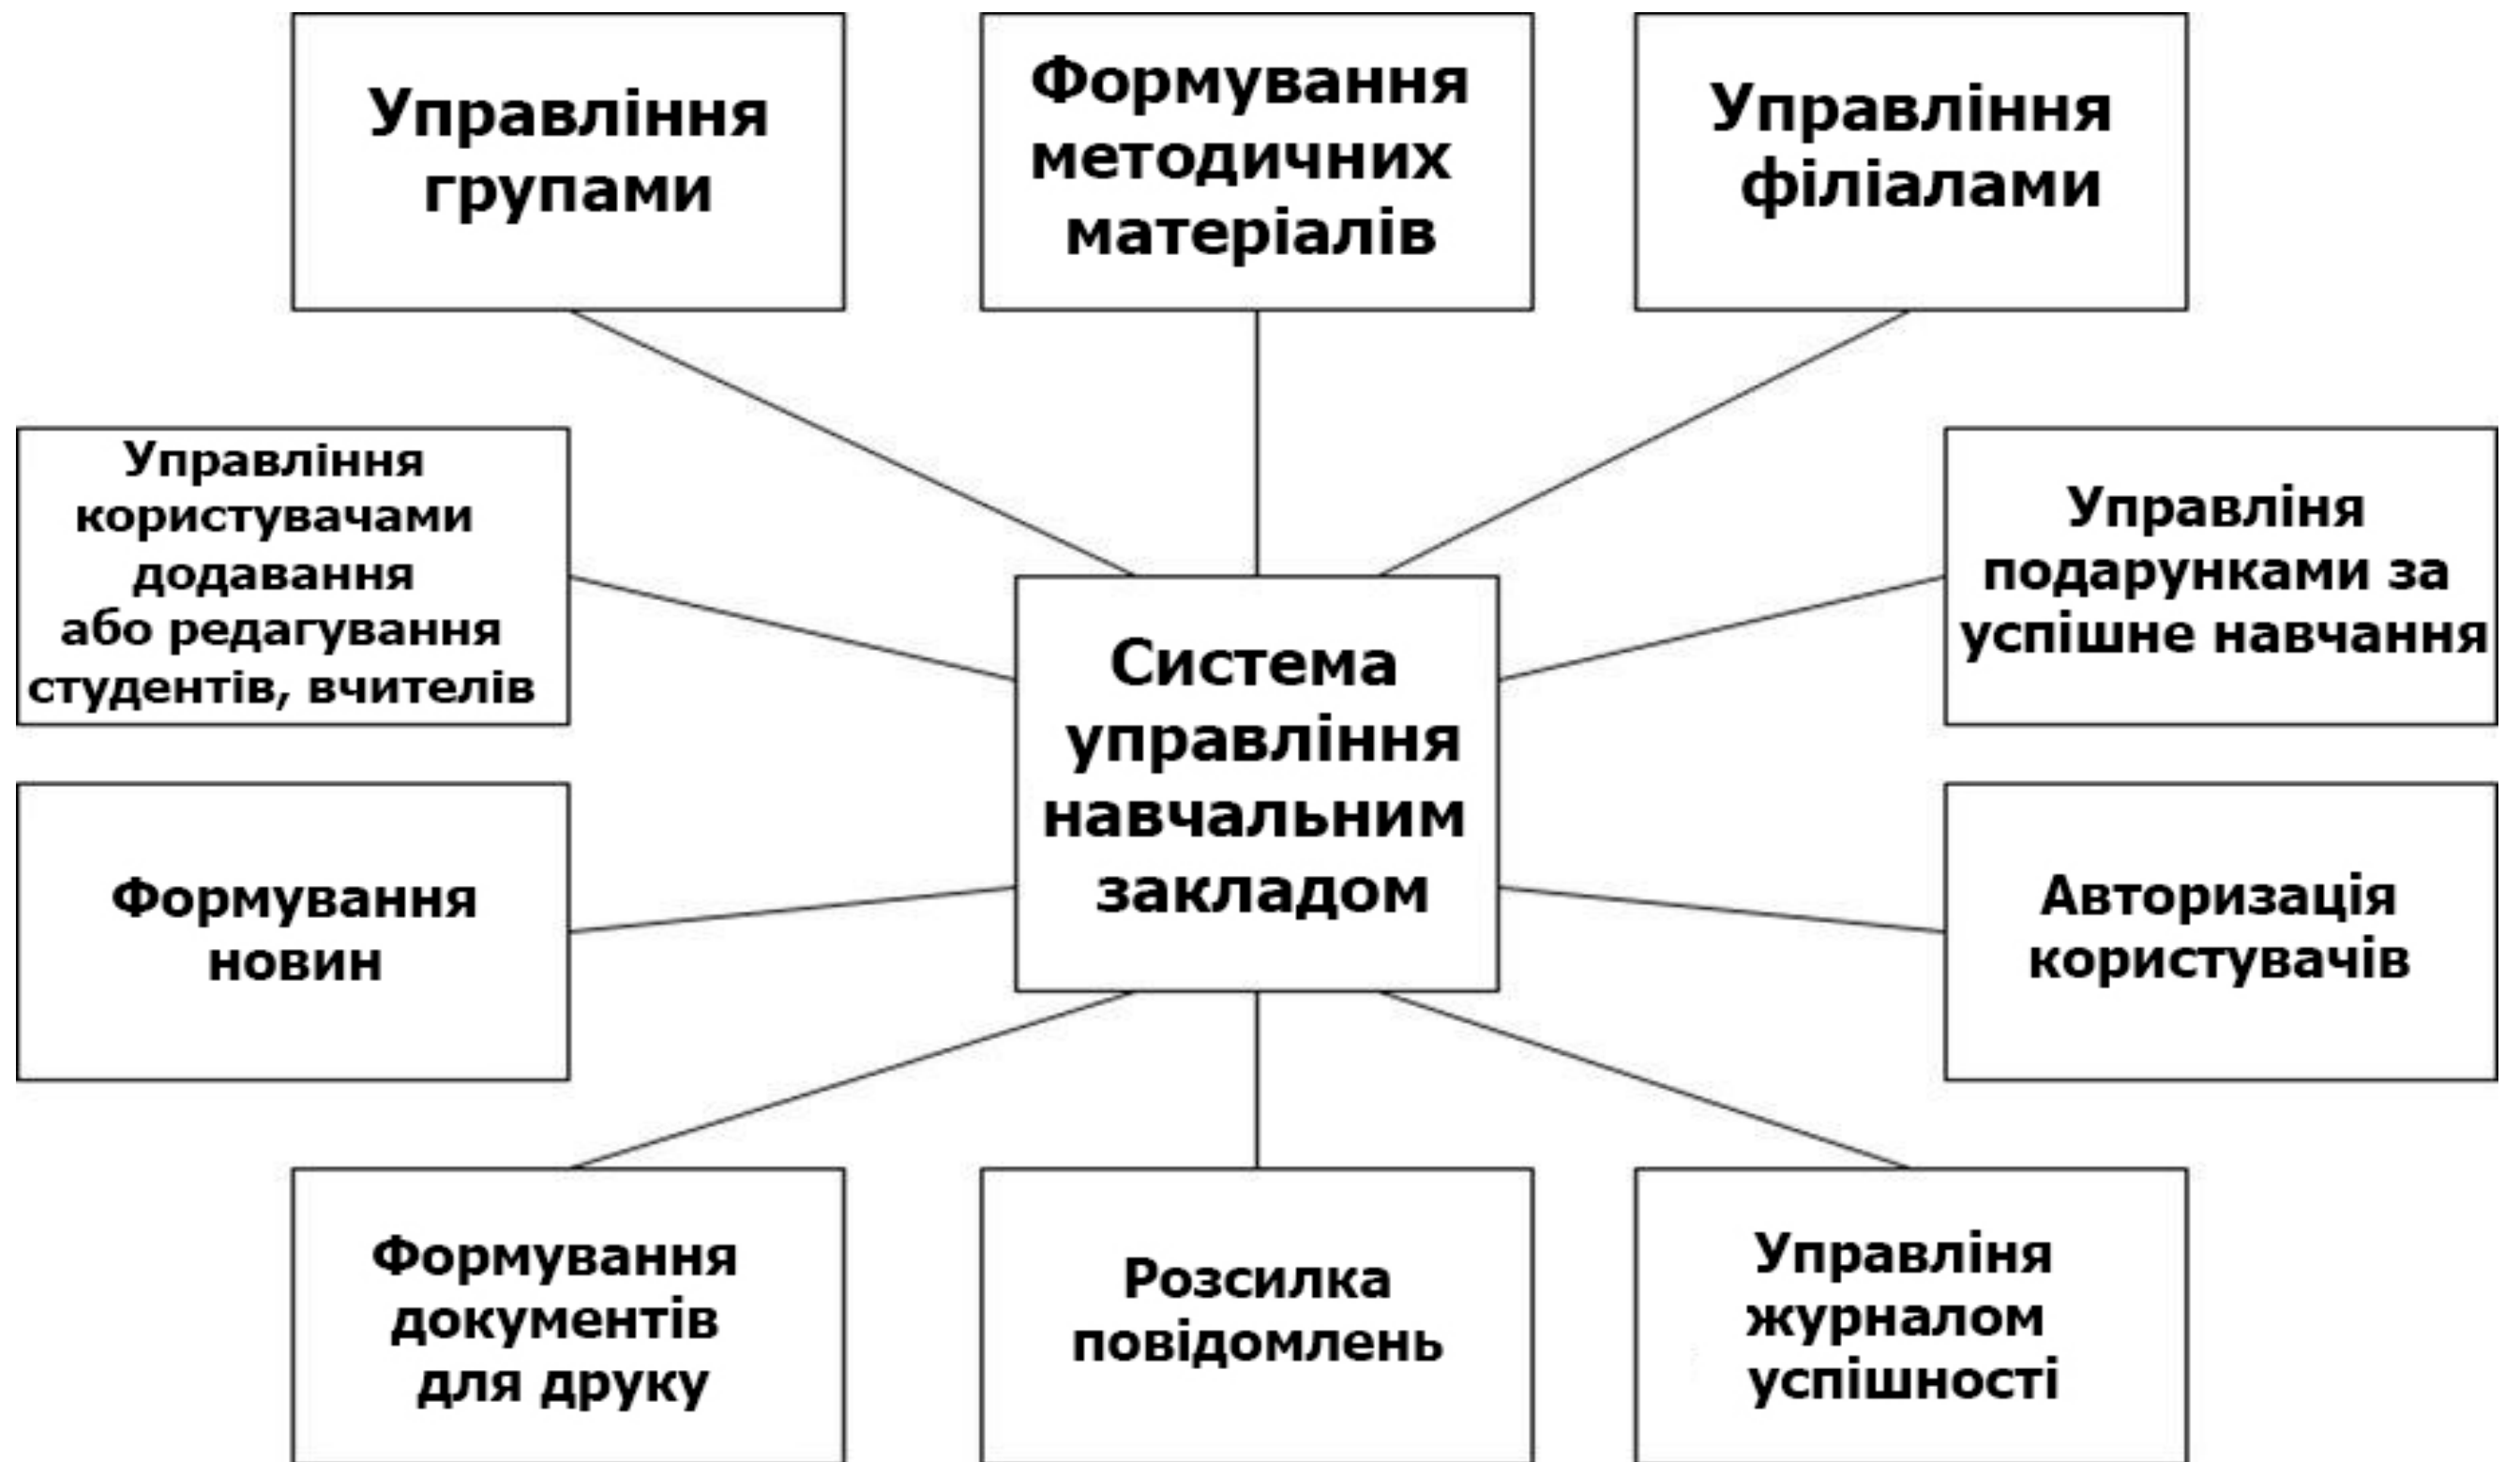 Управління
групами
Формування
методичних
матеріалів
Управління
філіалами
Управління
користувачами
додавання
або редагування
студентів, вчителів
Управліня
подарунками за
успішне навчання
Система
управління
навчальним
закладом
Формування
новин
Авторизація
користувачів
Формування
документів
для друку
Розсилка
повідомлень
Управліня
журналом
успішності